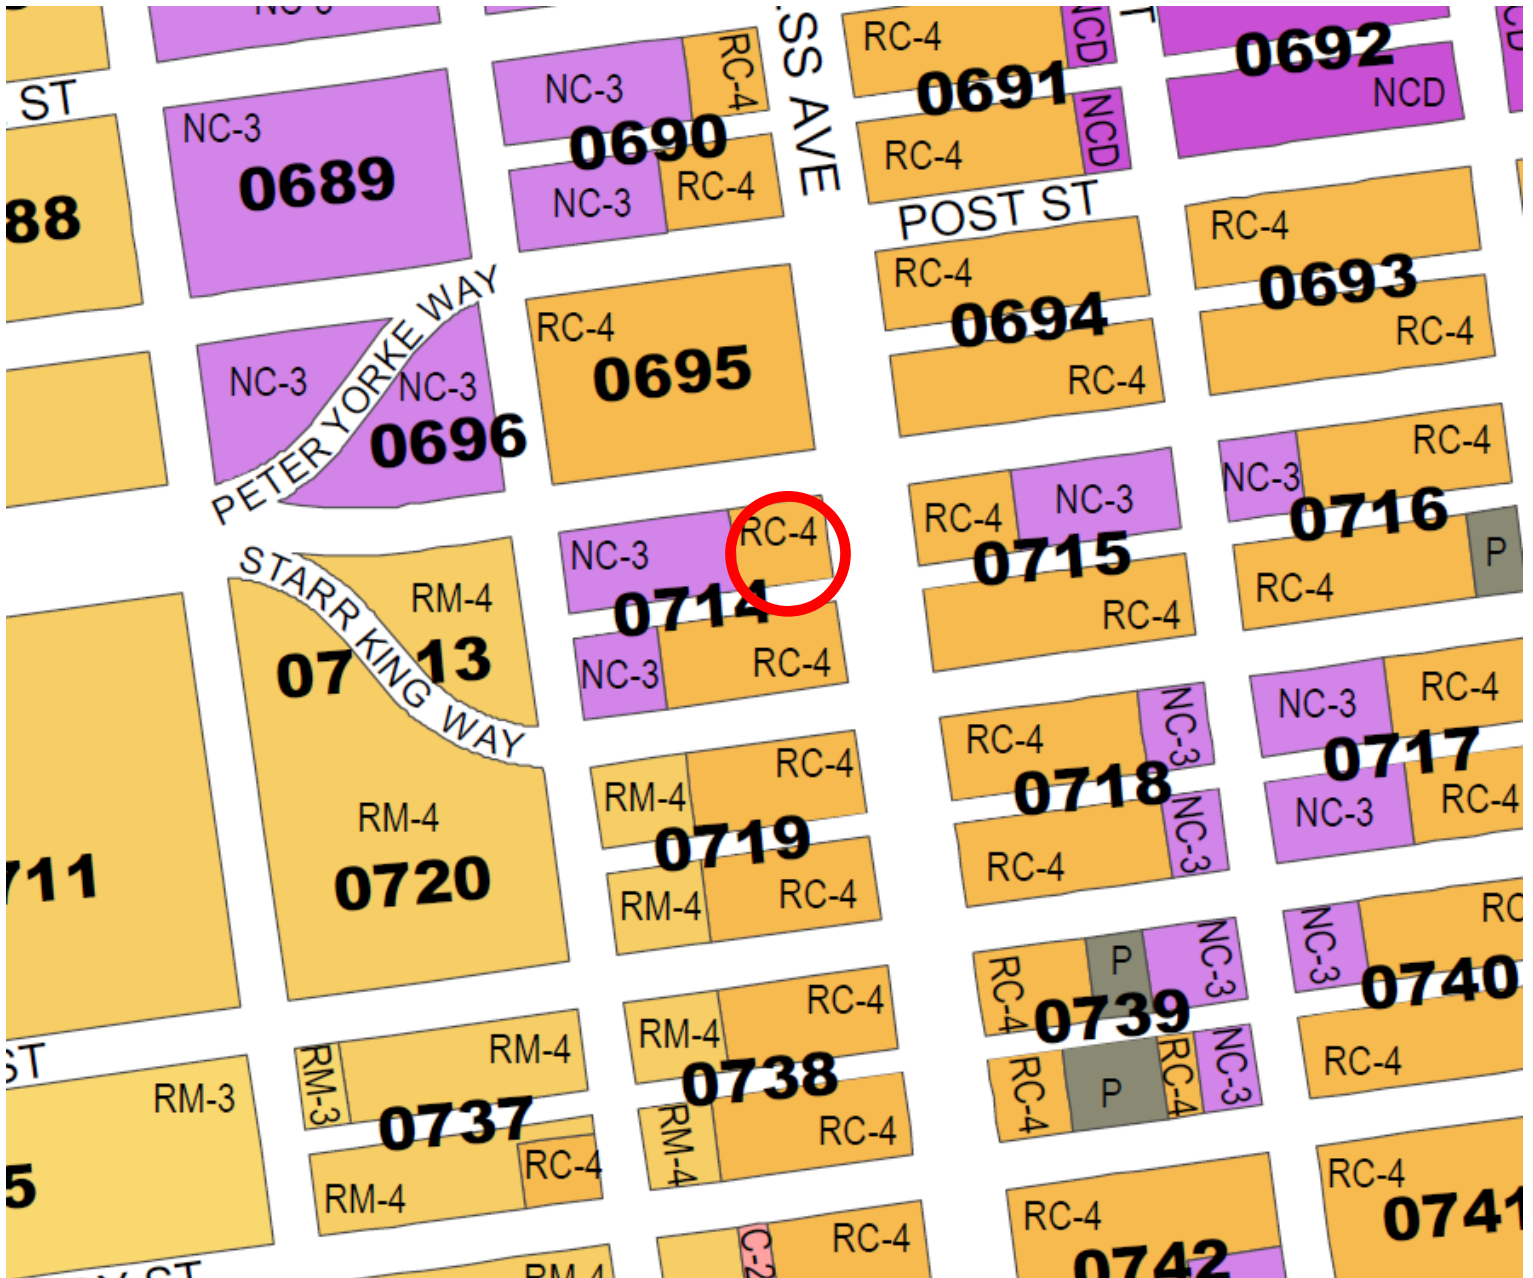 NC-3
RC-4
SS AVE
RC-4
NCD
0691
0692
NCD
ST
NC-3
0689
NC-3
0690
RC-4
NC-3
RC-4
NCD
POST ST
88
RC-4
0694
RC-4
RC-4
0693
RC-4
PETER YORKE WAY
NC-3
NC-3
0696
RC-4
0695
STARR KING WAY
RM-4
0713
NC-3
RC-4
0714
NC-3
RC-4
RC-4
NC-3
0715
RC-4
NC-3
RC-4
0716
RC-4
P
711
RM-4
0720
RM-4
RC-4
0719
RM-4
RC-4
RC-4
NC-3
0718
RC-4
NC-3
NC-3
RC-4
0717
NC-3
RC-4
ST
RM-3
5
RM-3
RM-4
0737
RM-4
RC-4
RM-4
RC-4
0738
RM-4
RC-4
RC-4
P
NC-3
0739
RC-4
P
RC-4
NC-3
NC-3
RC
0740
RC-4
ST
RM-4
C-2
RC-4
RC-4
0742
RC-4
0741